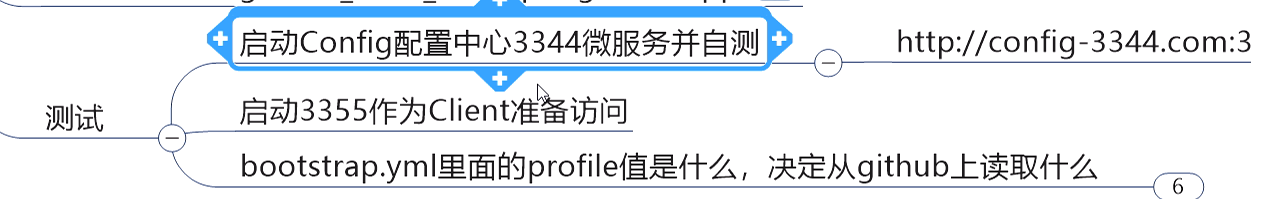 启动Config配置中心3344微服务并自测
http://config-3344.com:3
测试
启动3355作为Client准备访问
bootstrap.yml里面的profile值是什么，决定从github上读取什么
6